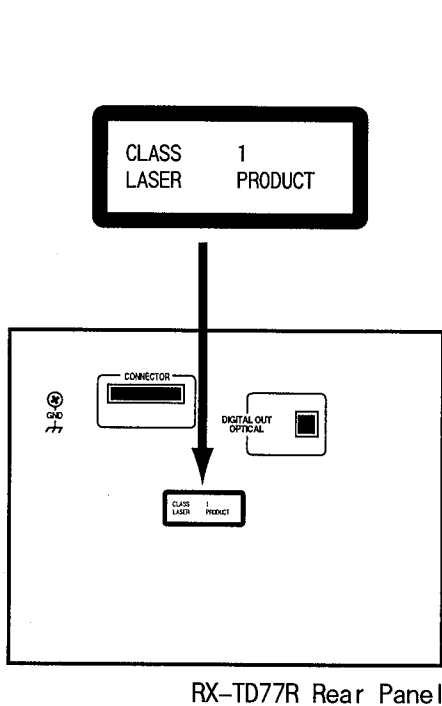 CLASS 1
LASER PRODUCT
CONNECTOR
GND
DIGITAL OUT
OPTICAL
CLASS 1
LASER PRODUCT
RX-TD77R Rear Panel